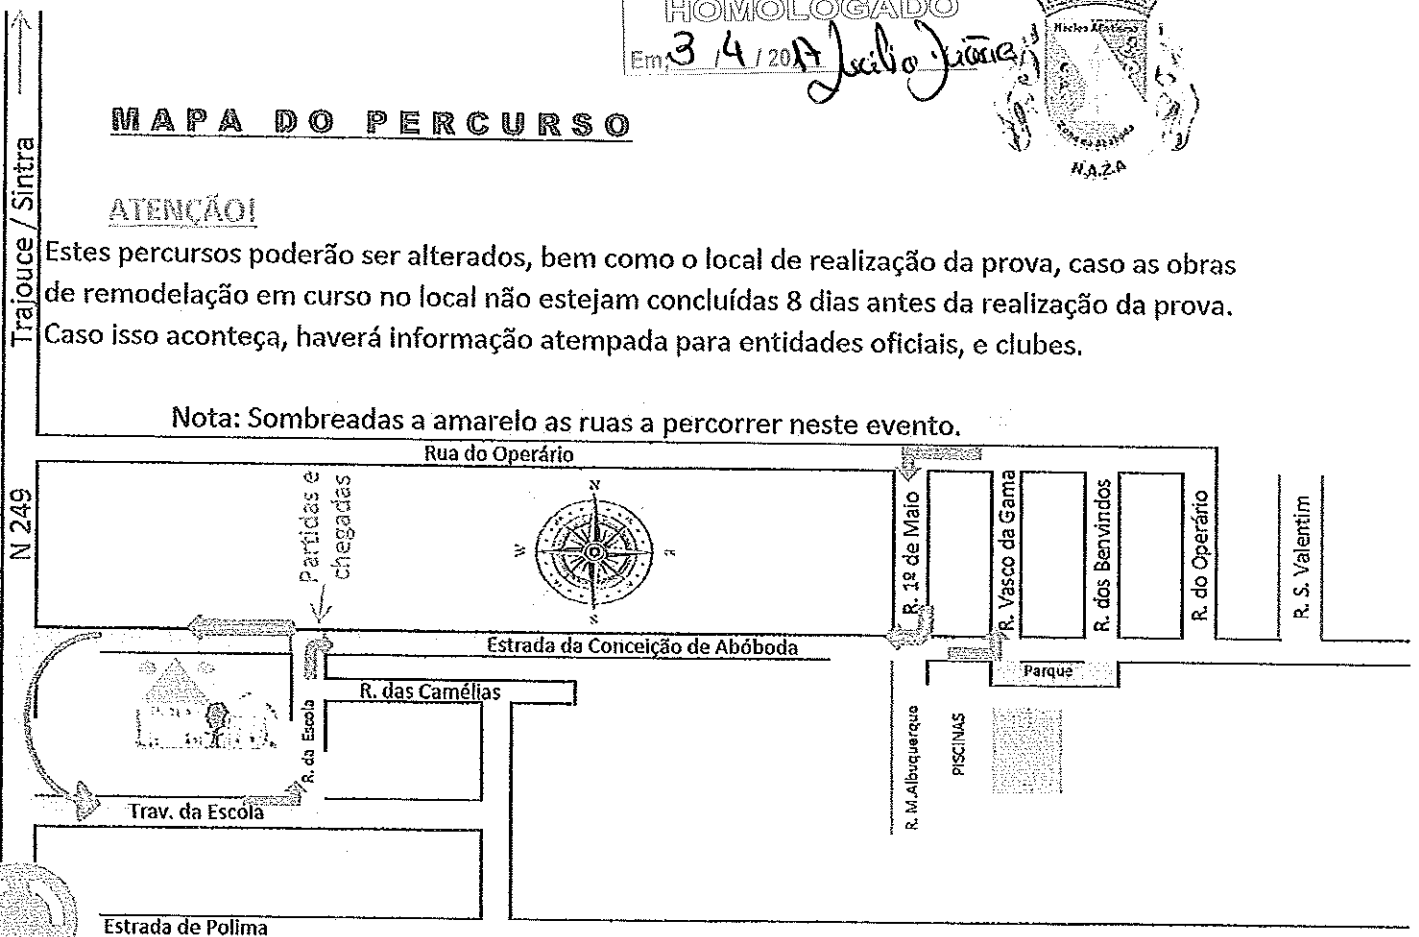 HOMOLOGADO
Em, 3 / 4 / 2017
Núcleo
N.A.Z.A
MAPA DO PERCURSO
ATENÇÃO!
Estes percursos poderão ser alterados, bem como o local de realização da prova, caso as obras
de remodelação em curso no local não estejam concluídas 8 dias antes da realização da prova.
Caso isso aconteça, haverá informação atempada para entidades oficiais, e clubes.
Nota: Sombreadas a amarelo as ruas a percorrer neste evento.
Trajouce / Sintra
N 249
Rua do Operário
Partidas e
chegadas
N
W
S
R. 1º de Maio
R. Vasco da Gama
R. dos Benvindos
R. do Operário
R. S. Valentim
Estrada da Conceição de Abóboda
Parque
R. das Camélias
R. da Escola
R. M.Albuquerque
PISCINAS
Trav. da Escola
Estrada de Polima